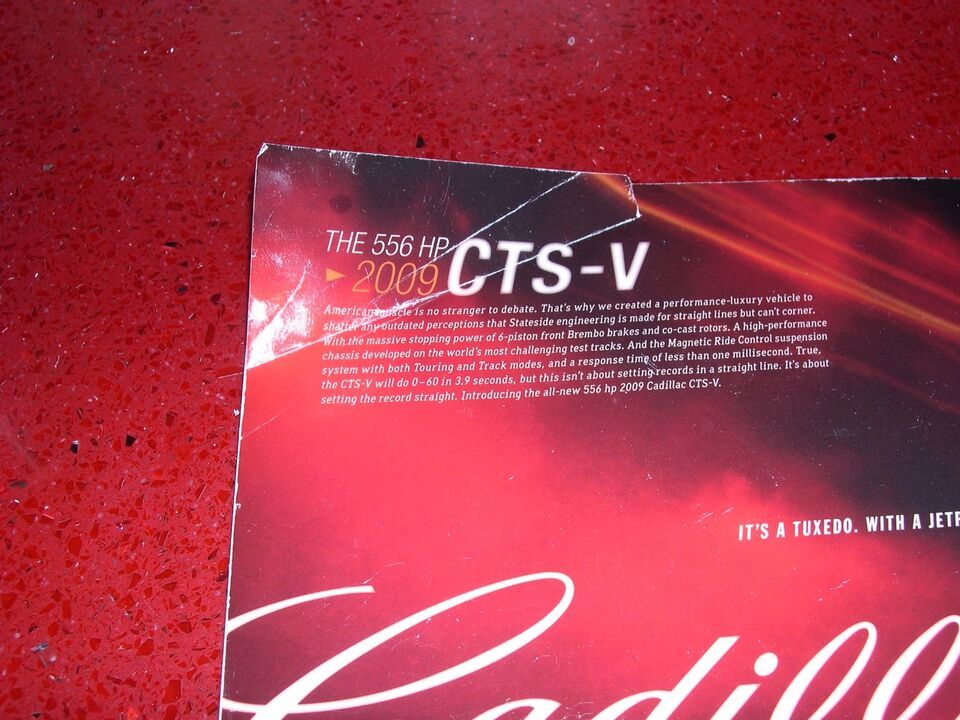 THE 556 HP
▸ 2009 CTS-V
American muscle is no stranger to debate. That's why we created a performance-luxury vehicle to
shatter any outdated perceptions that Stateside engineering is made for straight lines but can't corner.
With the massive stopping power of 6-piston front Brembo brakes and co-cast rotors. A high-performance
chassis developed on the world's most challenging test tracks. And the Magnetic Ride Control suspension
system with both Touring and Track modes, and a response time of less than one millisecond. True,
the CTS-V will do 0-60 in 3.9 seconds, but this isn't about setting records in a straight line. It's about
setting the record straight. Introducing the all-new 556 hp 2009 Cadillac CTS-V.
IT'S A TUXEDO. WITH A JETP
Cadill